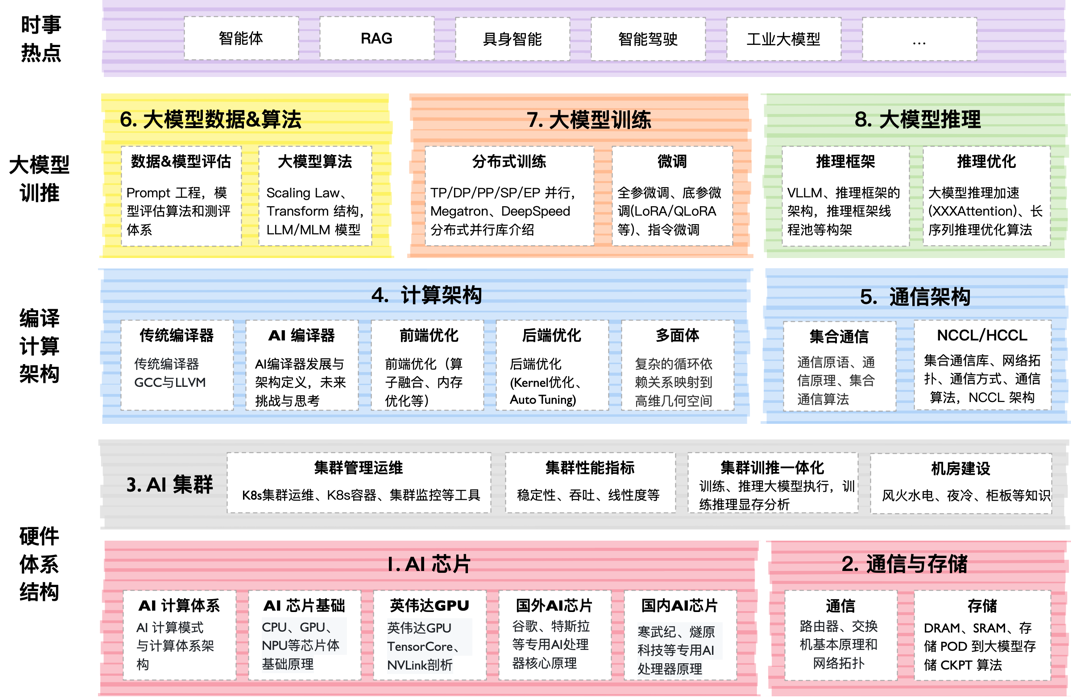 时事
热点
智能体
RAG
具身智能
智能驾驶
工业大模型
...
大模型
训推
6. 大模型数据&算法
数据&模型评估
Prompt 工程，模
型评估算法和测评
体系
大模型算法
Scaling Law、
Transform 结构，
LLM/MLM 模型
7. 大模型训练
分布式训练
TP/DP/PP/SP/EP 并行，
Megatron、DeepSpeed
分布式并行库介绍
微调
全参微调、底参微
调(LoRA/QLoRA
等)、指令微调
8. 大模型推理
推理框架
VLLM、推理框架的
架构，推理框架线
程池等构架
推理优化
大模型推理加速
(XXXAttention)、长
序列推理优化算法
编译
计算
架构
4. 计算架构
传统编译器
传统编译器
GCC与LLVM
AI 编译器
AI编译器发展与
架构定义，未来
挑战与思考
前端优化
前端优化（算
子融合、内存
优化等）
后端优化
后端优化
(Kernel优化、
Auto Tuning)
多面体
复杂的循环依
赖关系映射到
高维几何空间
5. 通信架构
集合通信
通信原语、通
信原理、集合
通信算法
NCCL/HCCL
集合通信库、网络拓
扑、通信方式、通信
算法，NCCL 架构
硬件
体系
结构
3. AI 集群
集群管理运维
K8s集群运维、K8s容器、集群监控等工具
集群性能指标
稳定性、吞吐、线性度等
集群训推一体化
训练、推理大模型执行，训
练推理显存分析
机房建设
风火水电、夜冷、柜板等知识
1. AI 芯片
AI 计算体系
AI 计算模式
与计算体系架
构
AI 芯片基础
CPU、GPU、
NPU等芯片体
基础原理
英伟达GPU
英伟达GPU
TensorCore、
NVLink剖析
国外AI芯片
谷歌、特斯拉
等专用AI处理
器核心原理
国内AI芯片
寒武纪、燧原
科技等专用AI
处理器原理
2. 通信与存储
通信
路由器、交换
机基本原理和
网络拓扑
存储
DRAM、SRAM、存
储 POD 到大模型存
储 CKPT 算法